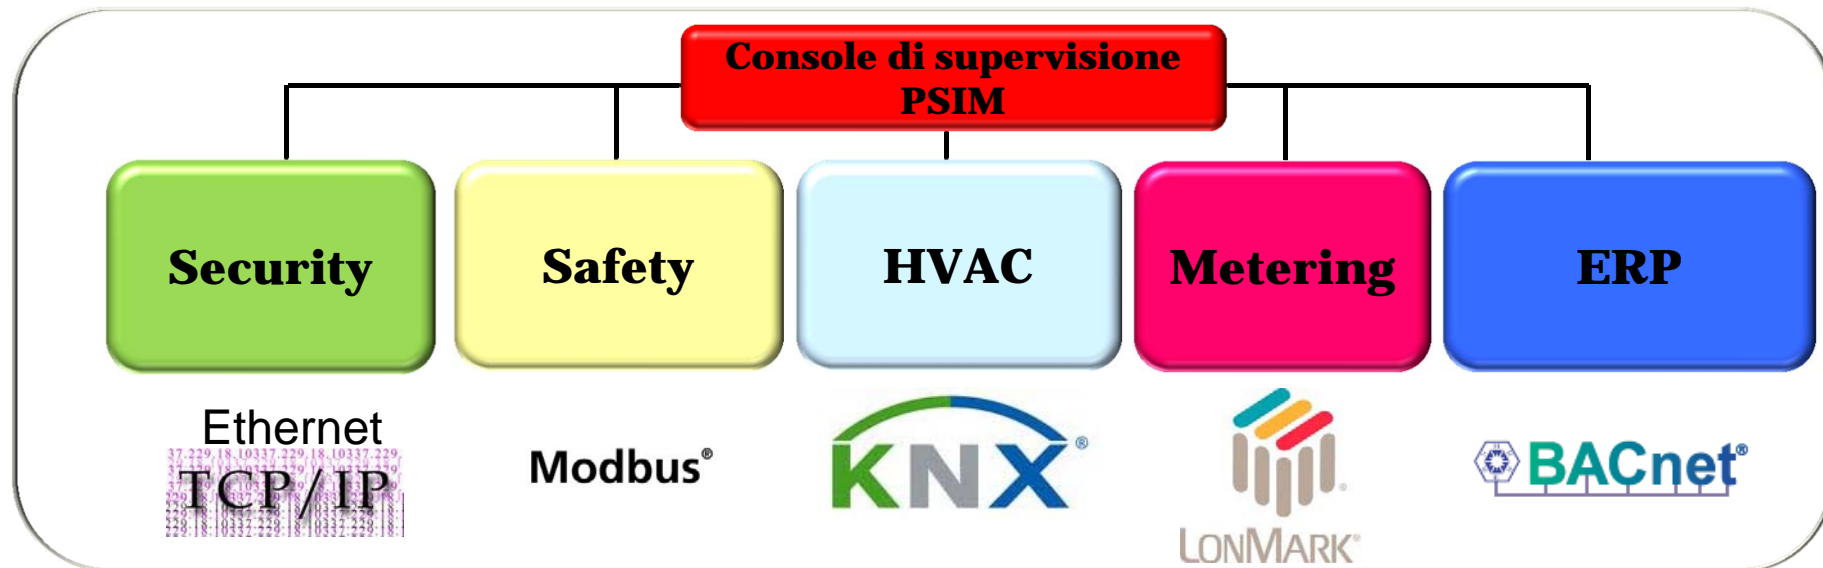 Console di supervisione
PSIM
Security
Safety
HVAC
Metering
ERP
Ethernet
TCP/IP
Modbus®
KNX®
LONMARK®
BACnet®